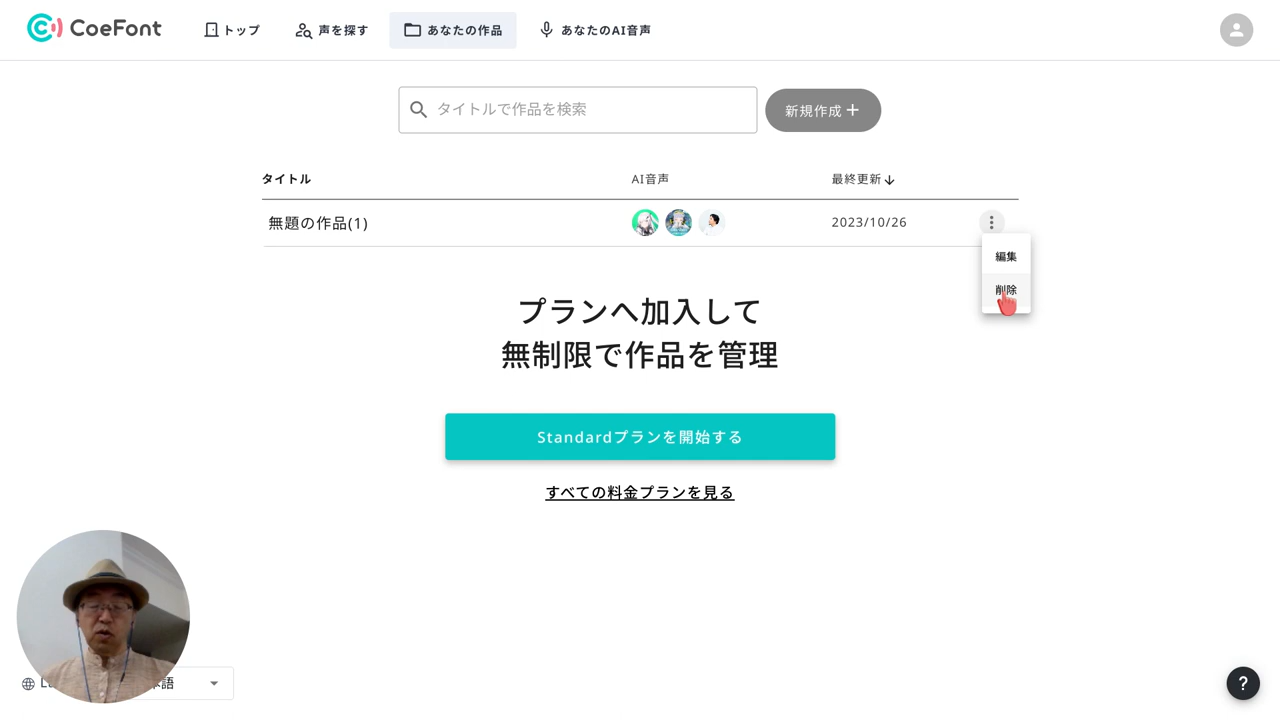 CoeFont
トップ
声を探す
あなたの作品
あなたのAI音声
タイトルで作品を検索
新規作成
タイトル
AI音声
最終更新
無題の作品(1)
2023/10/26
編集
削除
プランへ加入して
無制限で作品を管理
Standardプランを開始する
すべての料金プランを見る
本語
?